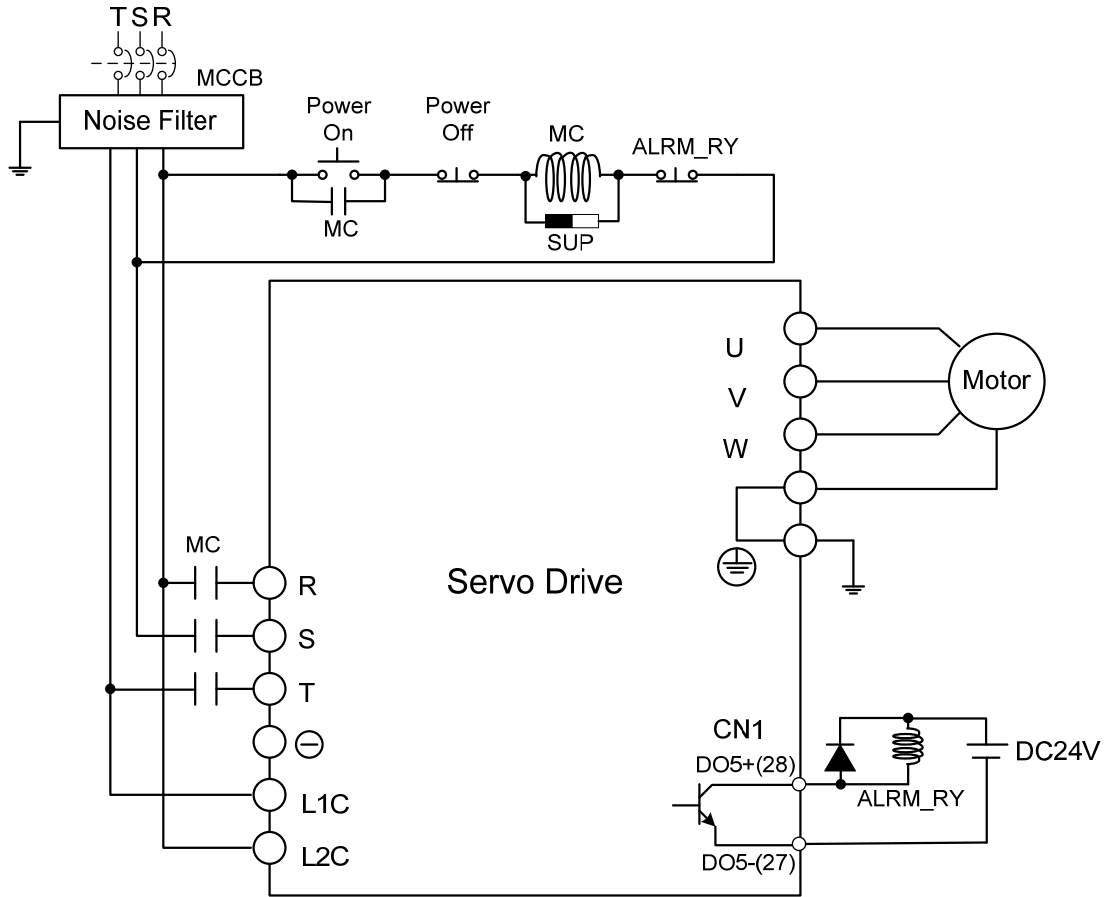 T S R
MCCB
Noise Filter
Power
On
Power
Off
MC
ALRM_RY
MC
SUP
U
V
W
Motor
MC
R
S
T
L1C
L2C
Servo Drive
CN1
DO5+(28)
DO5-(27)
ALRM_RY
DC24V